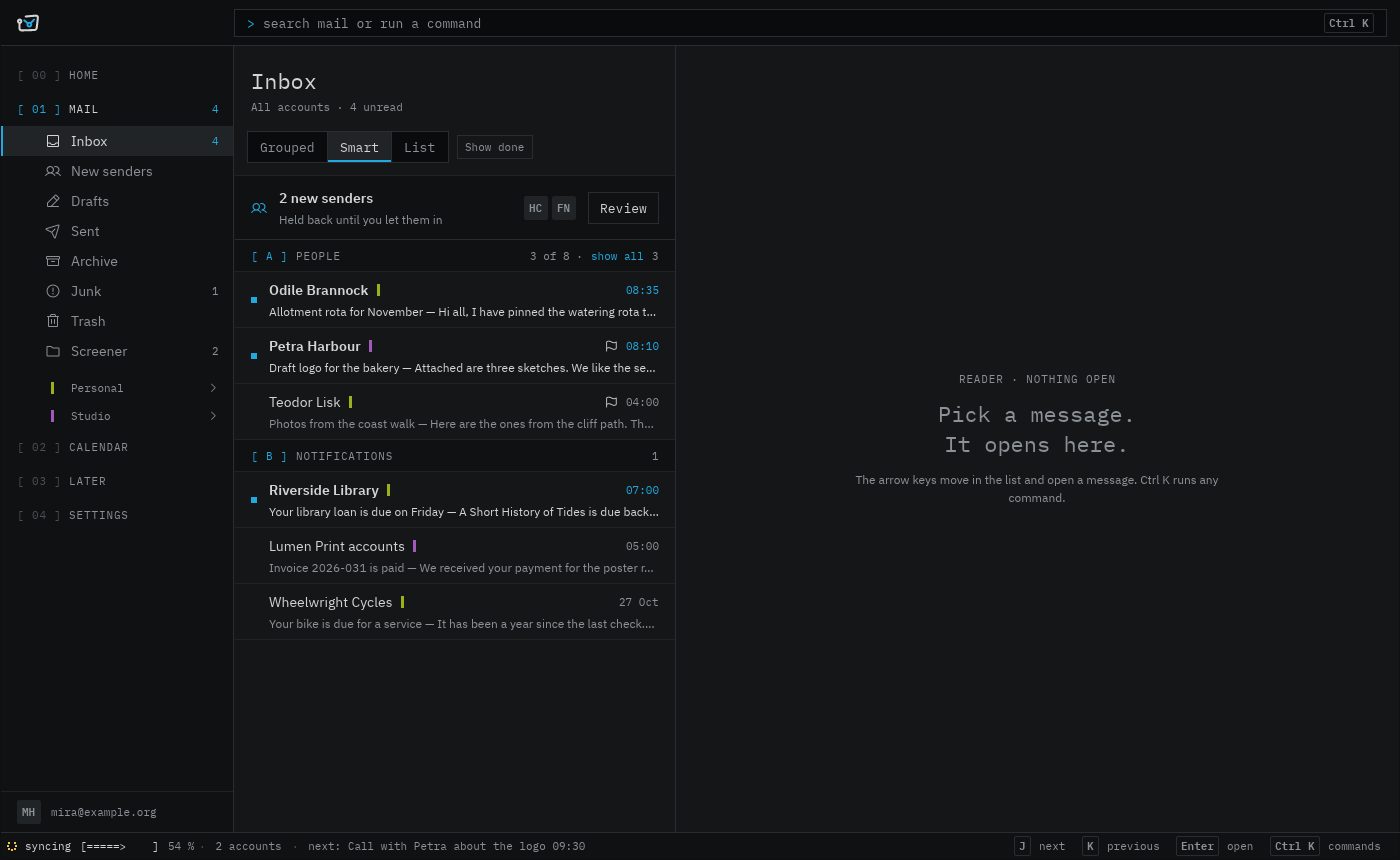 > search mail or run a command Ctrl K
[ 00 ] HOME
[ 01 ] MAIL 4
Inbox 4
New senders
Drafts
Sent
Archive
Junk 1
Trash
Screener 2
Personal
Studio
[ 02 ] CALENDAR
[ 03 ] LATER
[ 04 ] SETTINGS
MH mira@example.org
Inbox
All accounts · 4 unread
Grouped Smart List Show done
2 new senders
Held back until you let them in
HC FN Review
[ A ] PEOPLE 3 of 8 · show all 3
Odile Brannock 08:35
Allotment rota for November — Hi all, I have pinned the watering rota t…
Petra Harbour 08:10
Draft logo for the bakery — Attached are three sketches. We like the se…
Teodor Lisk 04:00
Photos from the coast walk — Here are the ones from the cliff path. Th…
[ B ] NOTIFICATIONS 1
Riverside Library 07:00
Your library loan is due on Friday — A Short History of Tides is due back…
Lumen Print accounts 05:00
Invoice 2026-031 is paid — We received your payment for the poster r…
Wheelwright Cycles 27 Oct
Your bike is due for a service — It has been a year since the last check.…
READER · NOTHING OPEN
Pick a message.
It opens here.
The arrow keys move in the list and open a message. Ctrl K runs any
command.
syncing [=====> ] 54 % · 2 accounts · next: Call with Petra about the logo 09:30
J next K previous Enter open Ctrl K commands